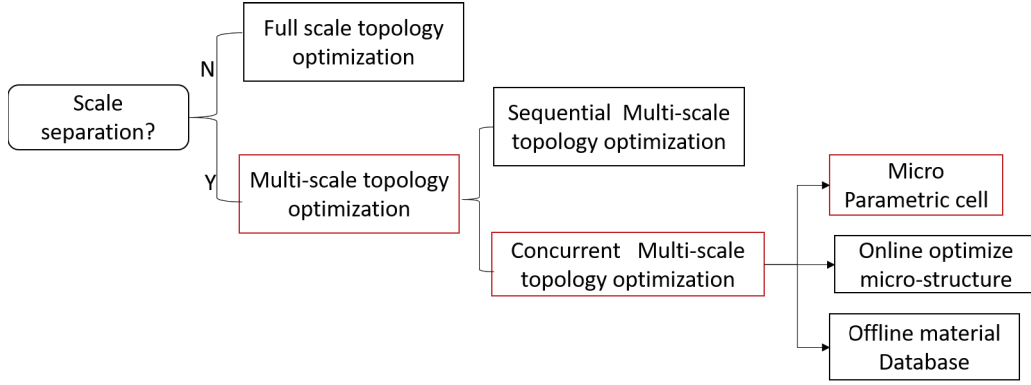 Full scale topology
optimization
N
Scale
separation?
Y
Multi-scale topology
optimization
Sequential Multi-scale
topology optimization
Concurrent Multi-scale
topology optimization
Micro
Parametric cell
Online optimize
micro-structure
Offline material
Database